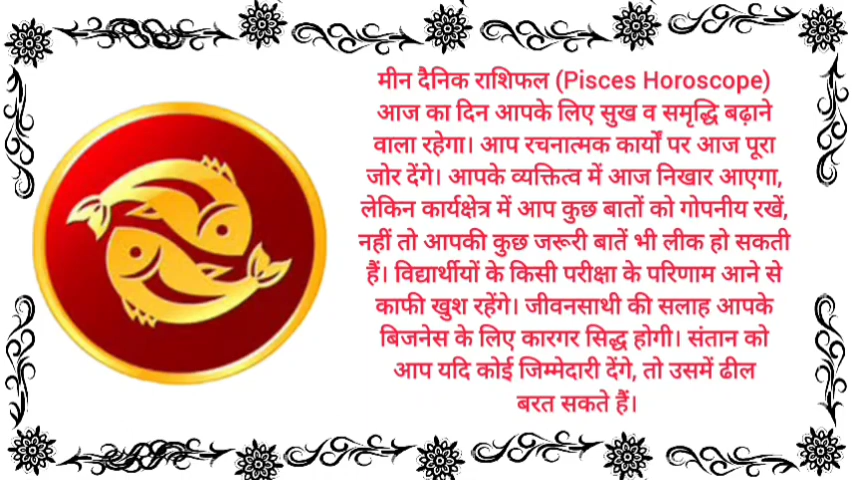 मीन दैनिक राशिफल (Pisces Horoscope)
आज का दिन आपके लिए सुख व समृद्धि बढ़ाने
वाला रहेगा। आप रचनात्मक कार्यों पर आज पूरा
जोर देंगे। आपके व्यक्तित्व में आज निखार आएगा,
लेकिन कार्यक्षेत्र में आप कुछ बातों को गोपनीय रखें,
नहीं तो आपकी कुछ जरूरी बातें भी लीक हो सकती
हैं। विद्यार्थीयों के किसी परीक्षा के परिणाम आने से
काफी खुश रहेंगे। जीवनसाथी की सलाह आपके
बिजनेस के लिए कारगर सिद्ध होगी। संतान को
आप यदि कोई जिम्मेदारी देंगे, तो उसमें ढील
बरत सकते हैं।